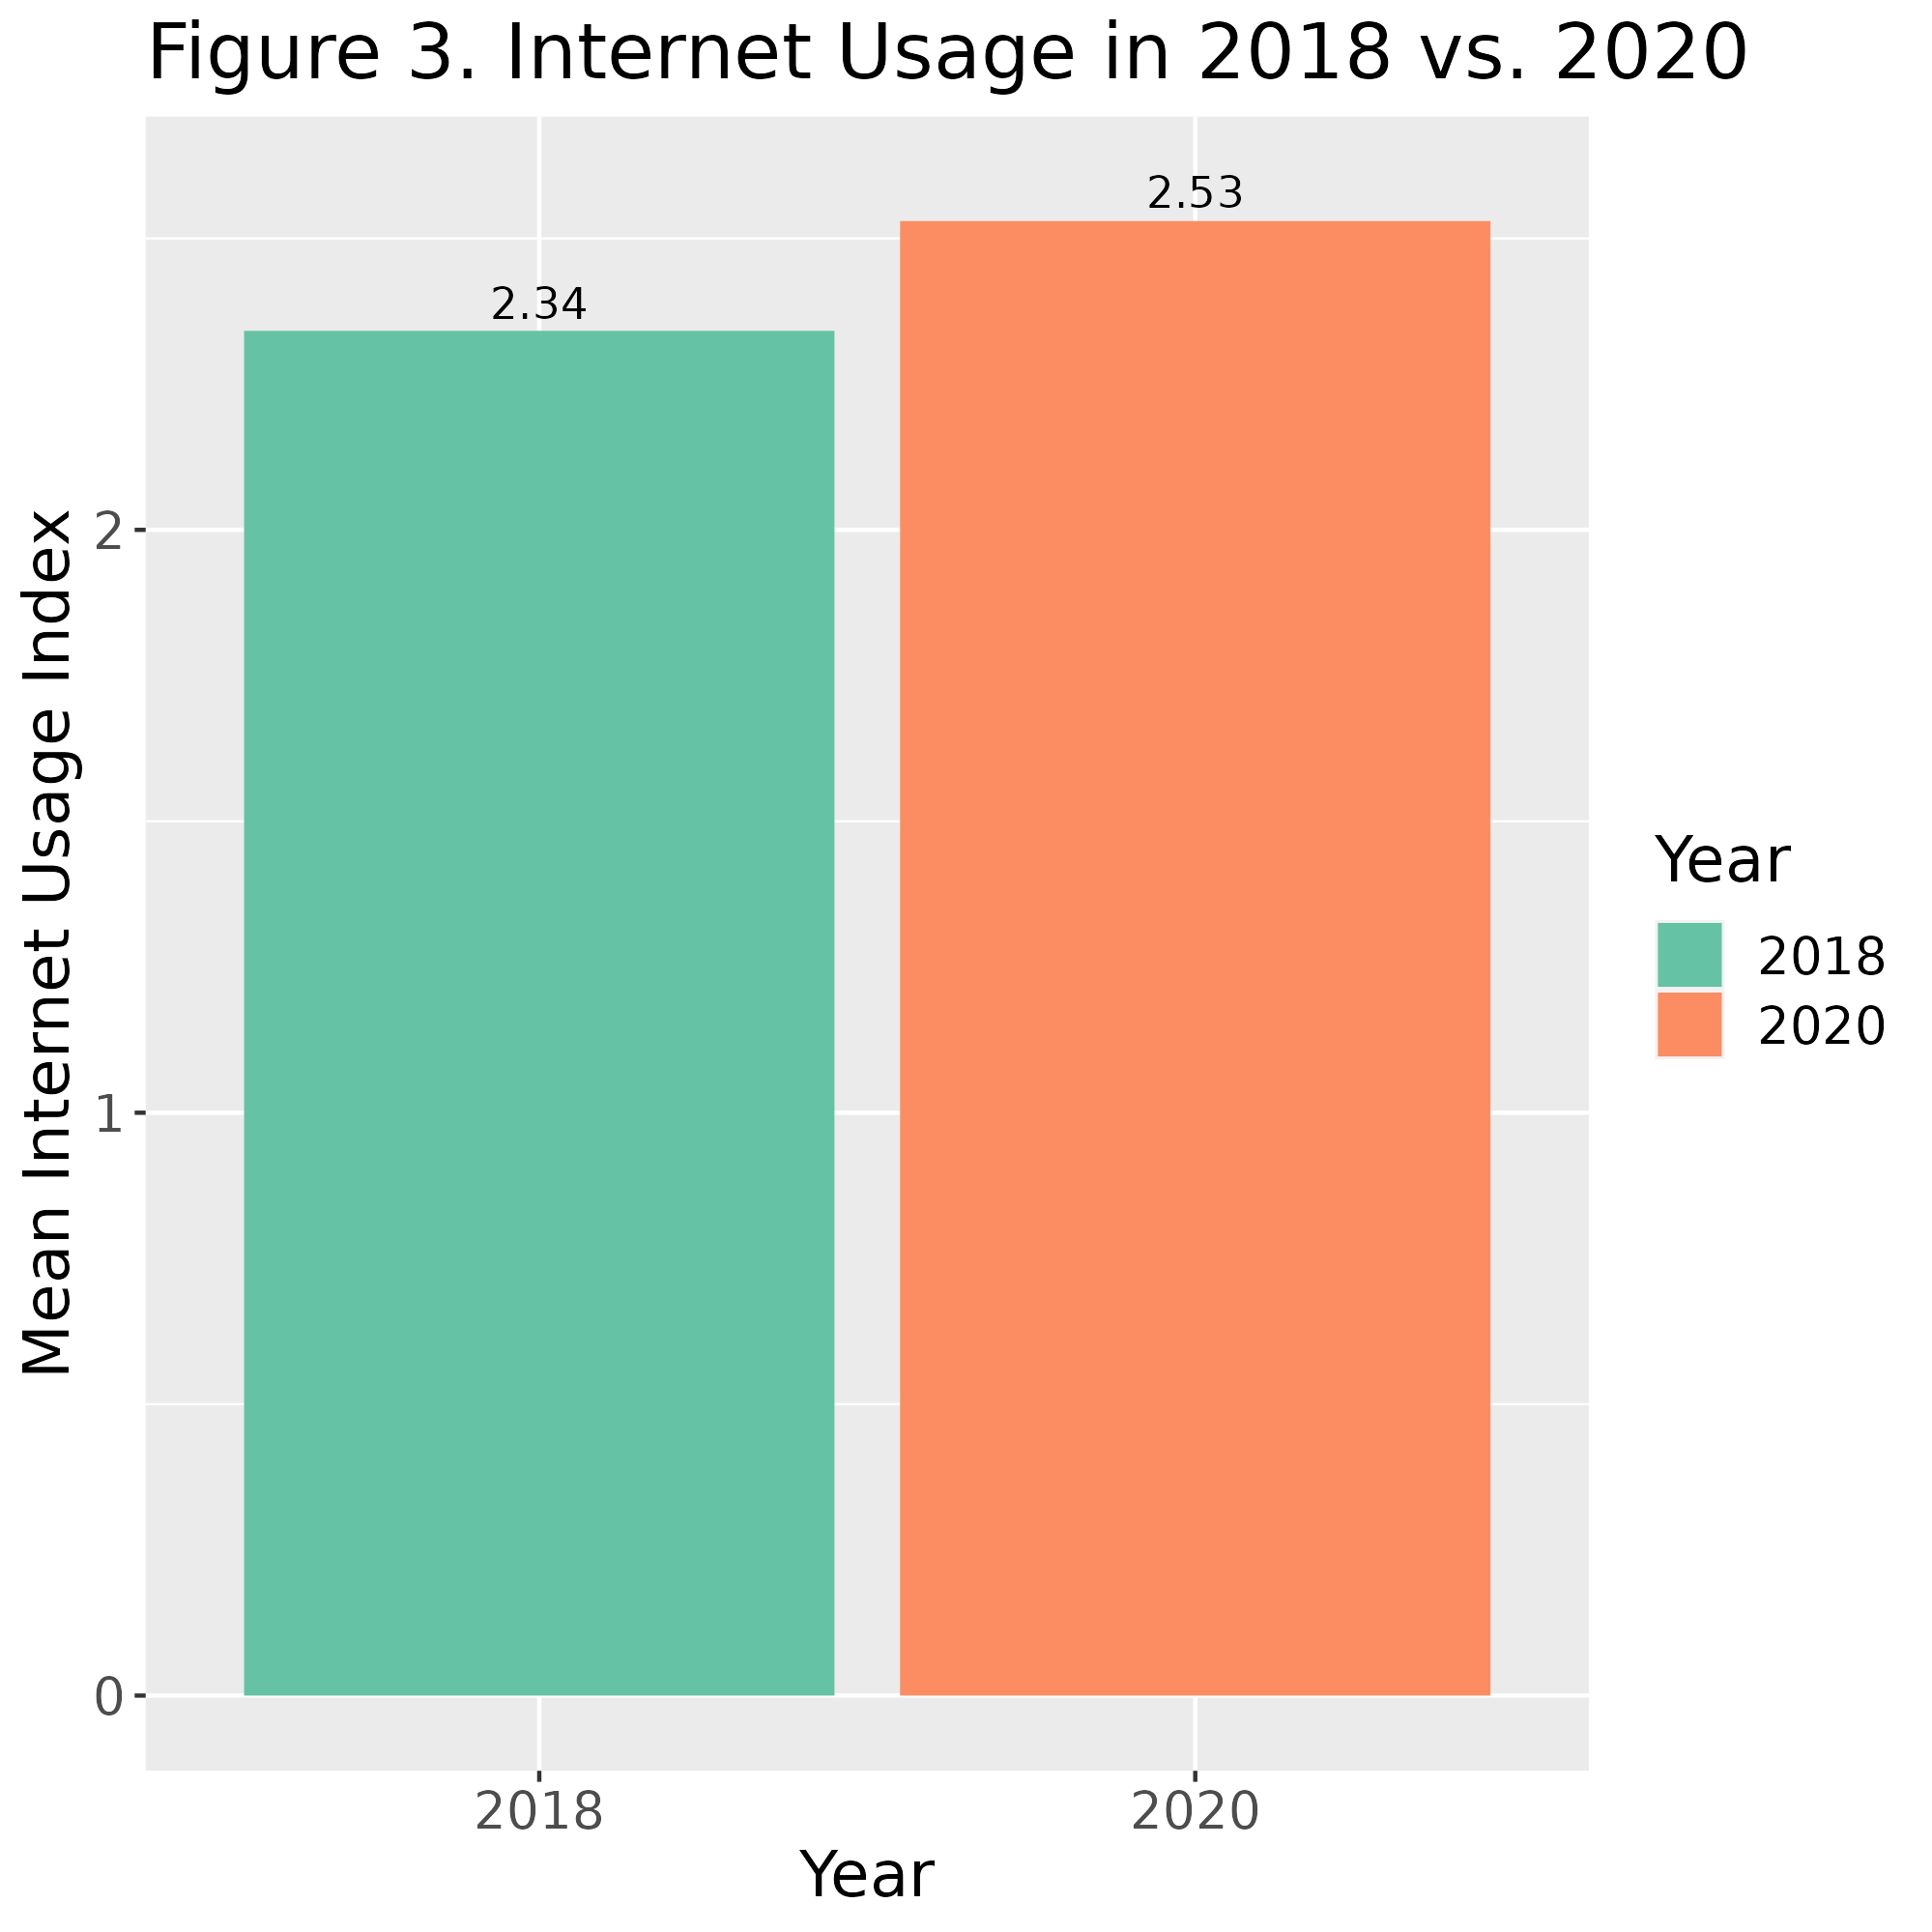 Figure 3. Internet Usage in 2018 vs. 2020
2.53
2.34
Mean Internet Usage Index
2
1
0
2018
2020
Year
Year
2018
2020